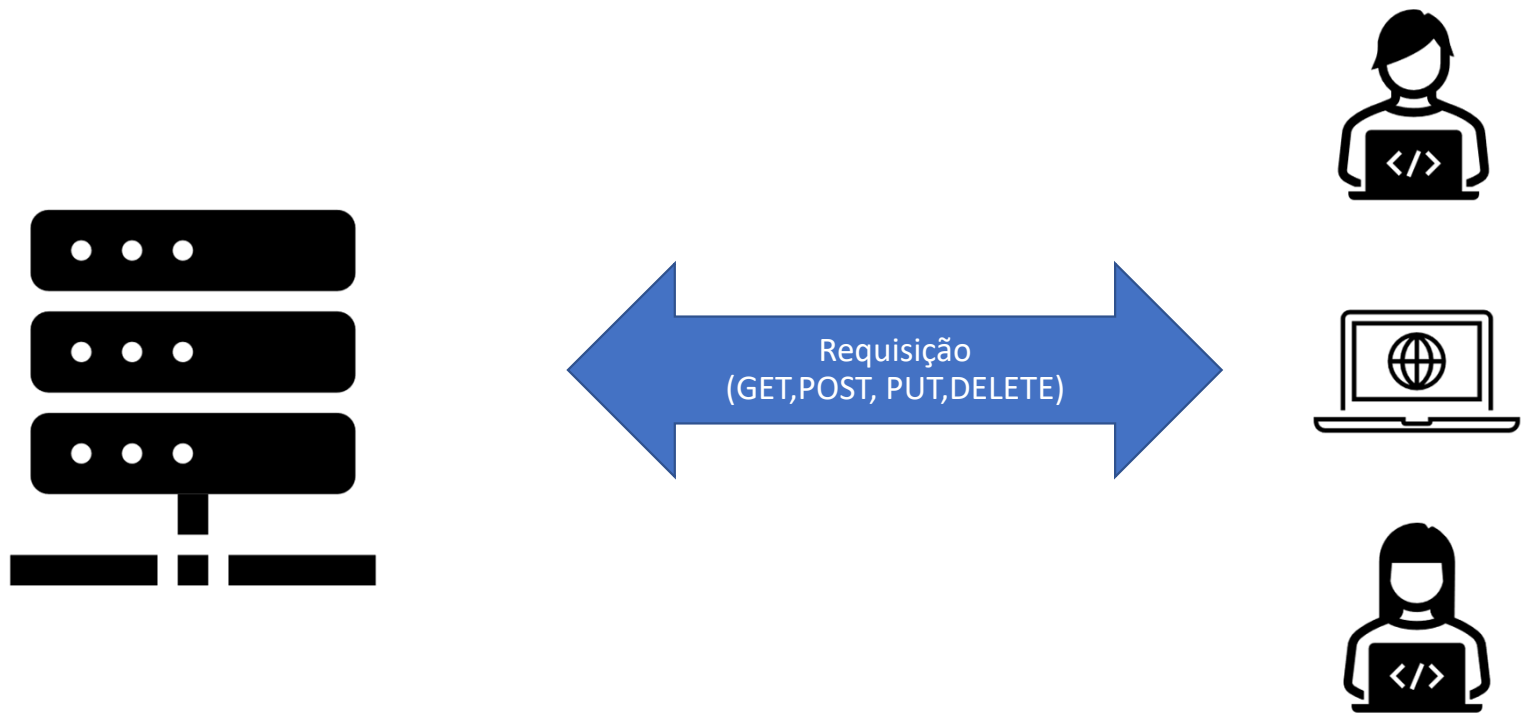 </>
Requisição
(GET,POST, PUT,DELETE)
</>